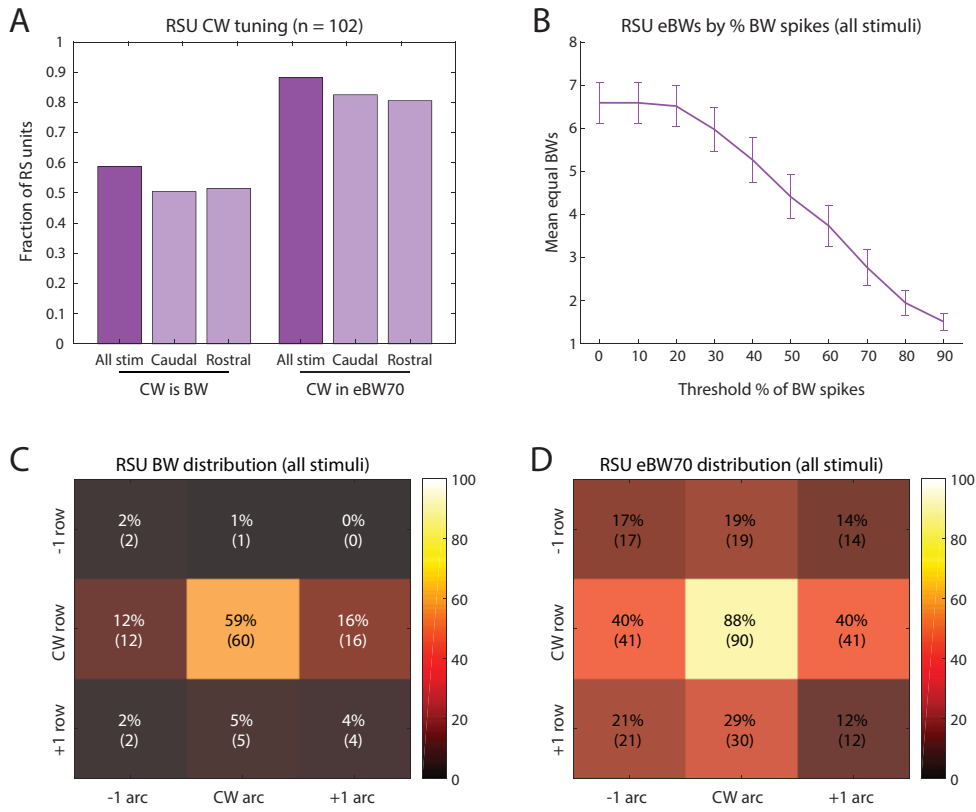 A
RSU CW tuning (n = 102)
Fraction of RS units
1
0.9
0.8
0.7
0.6
0.5
0.4
0.3
0.2
0.1
0
All stim Caudal Rostral All stim Caudal Rostral
CW is BW CW in eBW70
B
RSU eBWs by % BW spikes (all stimuli)
Mean equal BWs
8
7
6
5
4
3
2
1
0 10 20 30 40 50 60 70 80 90
Threshold % of BW spikes
C
RSU BW distribution (all stimuli)
-1 row
CW row
+1 row
2% 1% 0%
(2) (1) (0)
12% 59% 16%
(12) (60) (16)
2% 5% 4%
(2) (5) (4)
-1 arc CW arc +1 arc
100
80
60
40
20
0
D
RSU eBW70 distribution (all stimuli)
-1 row
CW row
+1 row
17% 19% 14%
(17) (19) (14)
40% 88% 40%
(41) (90) (41)
21% 29% 12%
(21) (30) (12)
-1 arc CW arc +1 arc
100
80
60
40
20
0